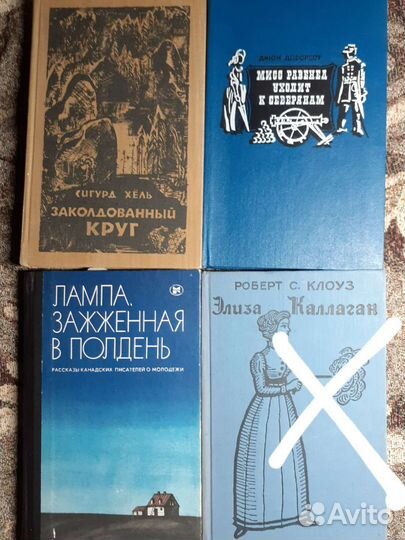 СИГУРД ХЁЛЬ
ЗАКОЛДОВАННЫЙ
КРУГ
ДЖОН ДЕФОРЕСТ
МИСС РАВЕНЕЛ
УХОДИТ
К СЕВЕРЯНАМ
ЛАМПА,
ЗАЖЖЕННАЯ
В ПОЛДЕНЬ
РАССКАЗЫ КАНАДСКИХ ПИСАТЕЛЕЙ О МОЛОДЕЖИ
РОБЕРТ С. КЛОУЗ
Элиза Каллаган
Avito